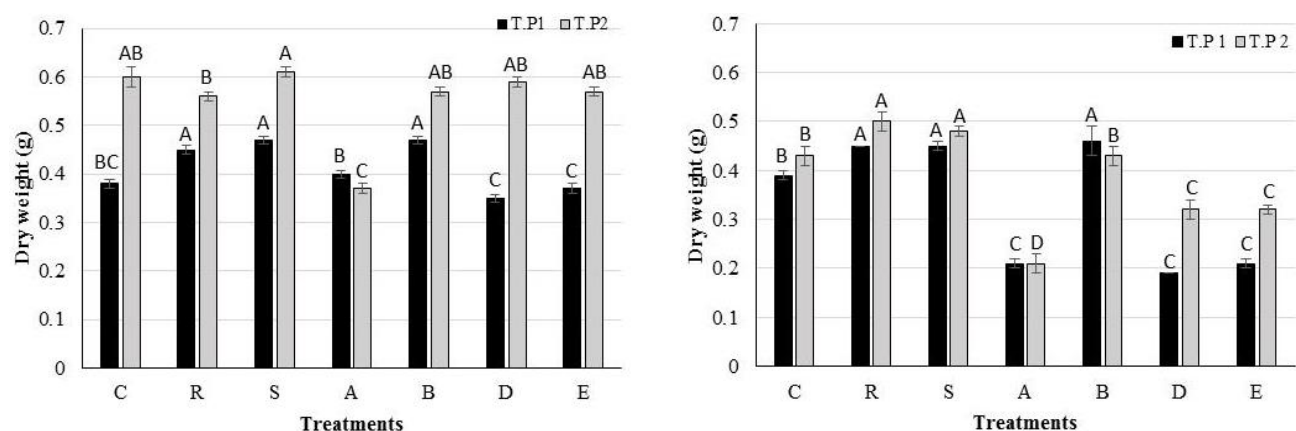 T.P1 T.P2
0.7
0.6
0.5
0.4
0.3
0.2
0.1
0
Dry weight (g)
BC AB
A B
A A
B C
A AB
C AB
C AB
C R S A B D E
Treatments
T.P 1 T.P 2
0.7
0.6
0.5
0.4
0.3
0.2
0.1
0
Dry weight (g)
B B
A A
A A
C D
A B
C C
C C
C R S A B D E
Treatments